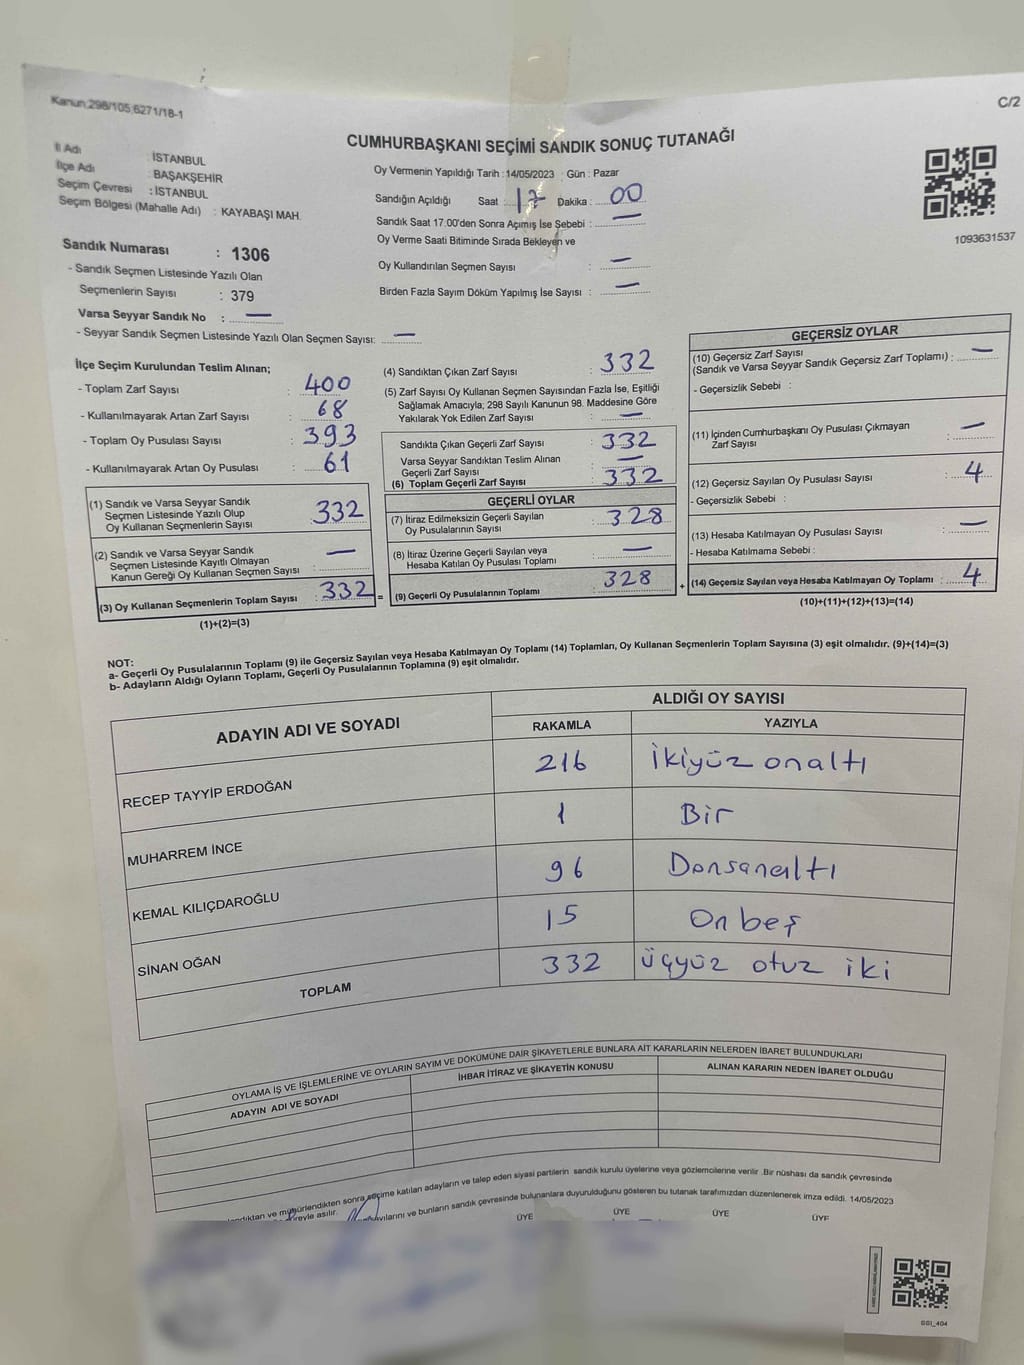 Kanun:298/105;6271/18-1
C/2
CUMHURBAŞKANI SEÇİMİ SANDIK SONUÇ TUTANAĞI
İl Adı : İSTANBUL
İlçe Adı : BAŞAKŞEHİR
Seçim Çevresi : İSTANBUL
Seçim Bölgesi (Mahalle Adı) : KAYABAŞI MAH.
Oy Vermenin Yapıldığı Tarih : 14/05/2023 Gün : Pazar
Sandığın Açıldığı Saat : 17 Dakika : 00
Sandık Saat 17:00'den Sonra Açımış İse Şebebi : —
Oy Verme Saati Bitiminde Sırada Bekleyen ve
Oy Kullandırılan Seçmen Sayısı : —
Birden Fazla Sayım Döküm Yapılmış İse Sayısı : —
1093631537
Sandık Numarası : 1306
- Sandık Seçmen Listesinde Yazılı Olan
Seçmenlerin Sayısı : 379
Varsa Seyyar Sandık No : —
- Seyyar Sandık Seçmen Listesinde Yazılı Olan Seçmen Sayısı: —
İlçe Seçim Kurulundan Teslim Alınan;
- Toplam Zarf Sayısı : 400
- Kullanılmayarak Artan Zarf Sayısı : 68
- Toplam Oy Pusulası Sayısı : 393
- Kullanılmayarak Artan Oy Pusulası : 61
(1) Sandık ve Varsa Seyyar Sandık
Seçmen Listesinde Yazılı Olup
Oy Kullanan Seçmenlerin Sayısı : 332
(2) Sandık ve Varsa Seyyar Sandık
Seçmen Listesinde Kayıtlı Olmayan
Kanun Gereği Oy Kullanan Seçmen Sayısı : —
(3) Oy Kullanan Seçmenlerin Toplam Sayısı : 332 =
(1)+(2)=(3)
(4) Sandıktan Çıkan Zarf Sayısı : 332
(5) Zarf Sayısı Oy Kullanan Seçmen Sayısından Fazla İse, Eşitliği
Sağlamak Amacıyla; 298 Sayılı Kanunun 98. Maddesine Göre
Yakılarak Yok Edilen Zarf Sayısı : —
Sandıkta Çıkan Geçerli Zarf Sayısı : 332
Varsa Seyyar Sandıktan Teslim Alınan
Geçerli Zarf Sayısı : —
(6) Toplam Geçerli Zarf Sayısı : 332
GEÇERLİ OYLAR
(7) İtiraz Edilmeksizin Geçerli Sayılan
Oy Pusulalarının Sayısı : 328
(8) İtiraz Üzerine Geçerli Sayılan veya
Hesaba Katılan Oy Pusulası Toplamı : —
(9) Geçerli Oy Pusulalarının Toplamı : 328 +
GEÇERSİZ OYLAR
(10) Geçersiz Zarf Sayısı
(Sandık ve Varsa Seyyar Sandık Geçersiz Zarf Toplamı) : —
- Geçersizlik Sebebi :
(11) İçinden Cumhurbaşkanı Oy Pusulası Çıkmayan
Zarf Sayısı : —
(12) Geçersiz Sayılan Oy Pusulası Sayısı : 4
- Geçersizlik Sebebi :
(13) Hesaba Katılmayan Oy Pusulası Sayısı : —
- Hesaba Katılmama Sebebi :
(14) Geçersiz Sayılan veya Hesaba Katılmayan Oy Toplamı : 4
(10)+(11)+(12)+(13)=(14)
NOT:
a- Geçerli Oy Pusulalarının Toplamı (9) ile Geçersiz Sayılan veya Hesaba Katılmayan Oy Toplamı (14) Toplamları, Oy Kullanan Seçmenlerin Toplam Sayısına (3) eşit olmalıdır. (9)+(14)=(3)
b- Adayların Aldığı Oyların Toplamı, Geçerli Oy Pusulalarının Toplamına (9) eşit olmalıdır.
ADAYIN ADI VE SOYADI
ALDIĞI OY SAYISI
RAKAMLA YAZIYLA
RECEP TAYYİP ERDOĞAN 216 İkiyüz onaltı
MUHARREM İNCE 1 Bir
KEMAL KILIÇDAROĞLU 96 Donsanaltı
SİNAN OĞAN 15 On beş
TOPLAM 332 üçyüz otuz iki
OYLAMA İŞ VE İŞLEMLERİNE VE OYLARIN SAYIM VE DÖKÜMÜNE DAİR ŞİKAYETLERLE BUNLARA AİT KARARLARIN NELERDEN İBARET BULUNDUKLARI
ADAYIN ADI VE SOYADI İHBAR İTİRAZ VE ŞİKAYETİN KONUSU ALINAN KARARIN NEDEN İBARET OLDUĞU
ve mühürlendikten sonra seçime katılan adayların ve talep eden siyasi partilerin sandık kurulu üyelerine veya gözlemcilerine verilir. Bir nüshası da sandık çevresinde
asılır.
ve bunların sandık çevresinde bulunanlara duyurulduğunu gösteren bu tutanak tarafımızdan düzenlenerek imza edildi. 14/05/2023
ÜYE ÜYE ÜYE ÜYE